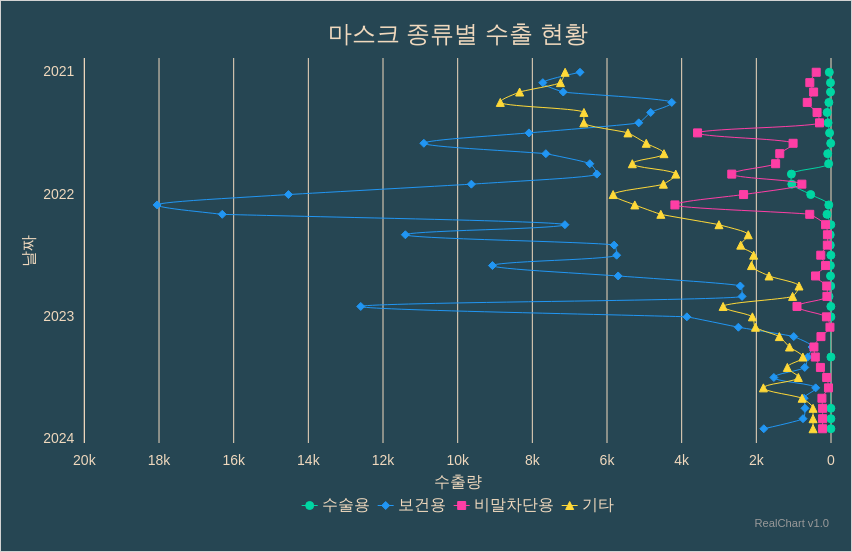 마스크 종류별 수출 현황
2021
2022
날짜
2023
2024
20k 18k 16k 14k 12k 10k 8k 6k 4k 2k 0
수출량
수술용 보건용 비말차단용 기타
RealChart v1.0